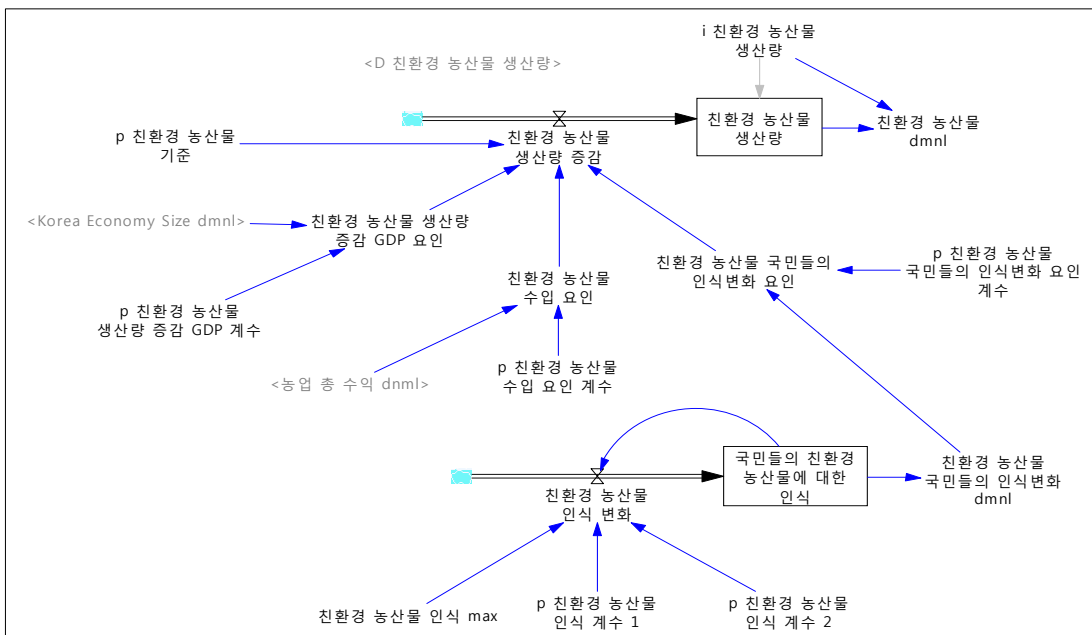 i 친환경 농산물
생산량
<D 친환경 농산물 생산량>
친환경 농산물
생산량
친환경 농산물
dmnl
p 친환경 농산물
기준
친환경 농산물
생산량 증감
<Korea Economy Size dmnl>
친환경 농산물 생산량
증감 GDP 요인
친환경 농산물
수입 요인
친환경 농산물 국민들의
인식변화 요인
p 친환경 농산물
국민들의 인식변화 요인
계수
p 친환경 농산물
생산량 증감 GDP 계수
<농업 총 수익 dnml>
p 친환경 농산물
수입 요인 계수
국민들의 친환경
농산물에 대한
인식
친환경 농산물
국민들의 인식변화
dmnl
친환경 농산물
인식 변화
친환경 농산물 인식 max
p 친환경 농산물
인식 계수 1
p 친환경 농산물
인식 계수 2